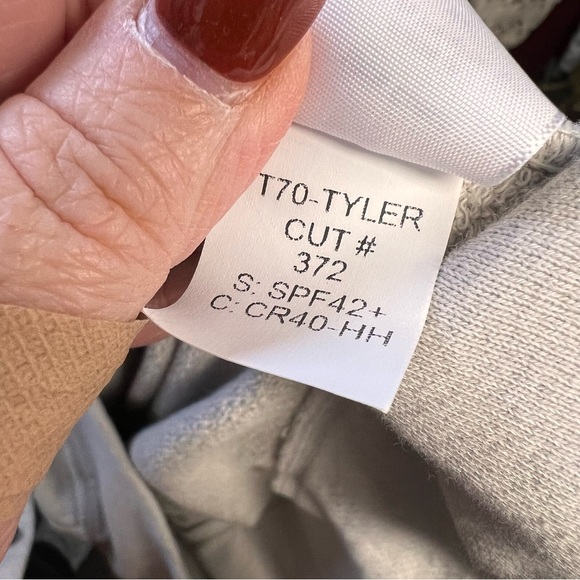 T70-TYLER
CUT #
372
S: SPF42+
C: CR40-HH